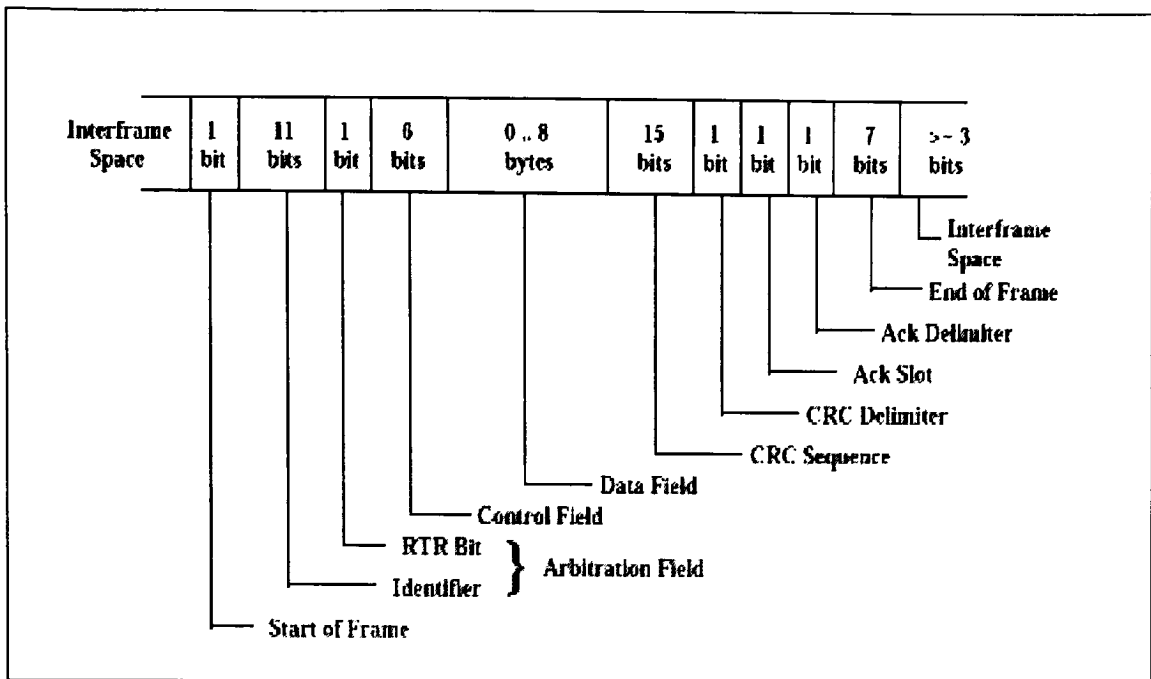 Interframe Space
1 bit
11 bits
1 bit
6 bits
0 .. 8 bytes
15 bits
1 bit
1 bit
1 bit
7 bits
>= 3 bits
Interframe
Space
End of Frame
Ack Delimiter
Ack Slot
CRC Delimiter
CRC Sequence
Data Field
Control Field
RTR Bit
} Arbitration Field
Identifier
Start of Frame